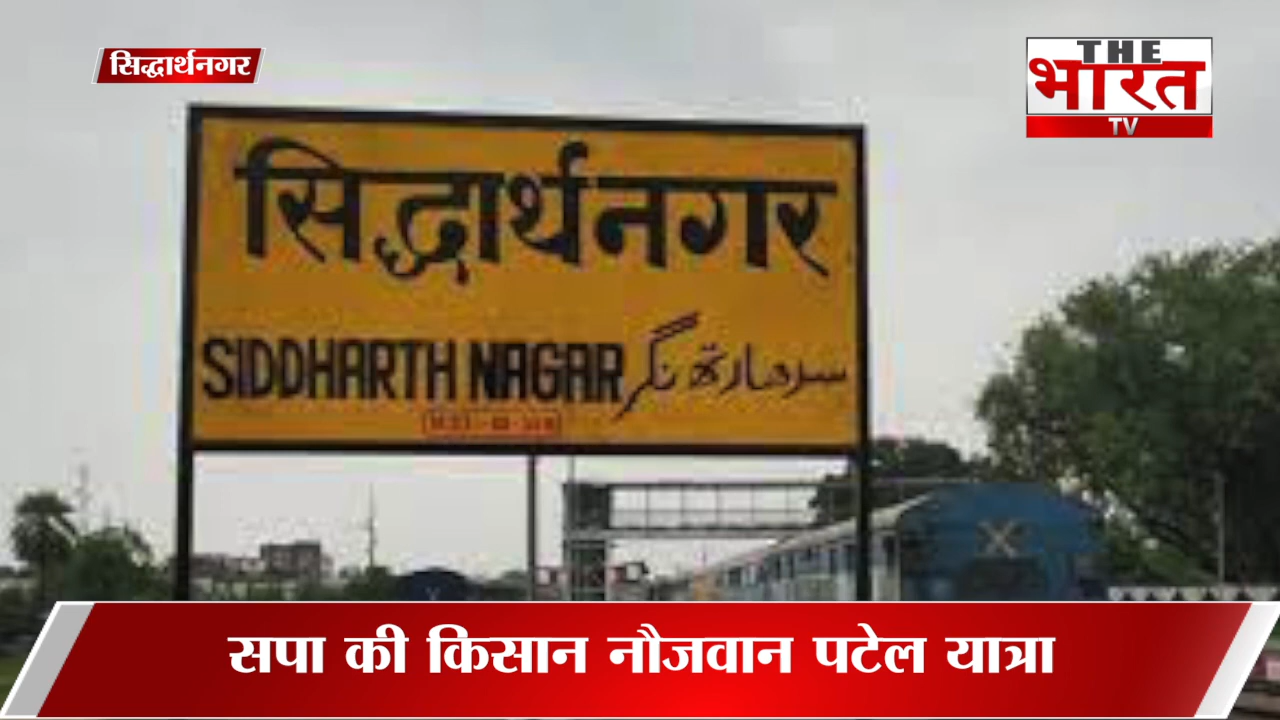 सिद्धार्थनगर
THE
भारत
TV
सिद्धार्थनगर
SIDDHARTH NAGAR سدھارتھ نگر
सपा की किसान नौजवान पटेल यात्रा